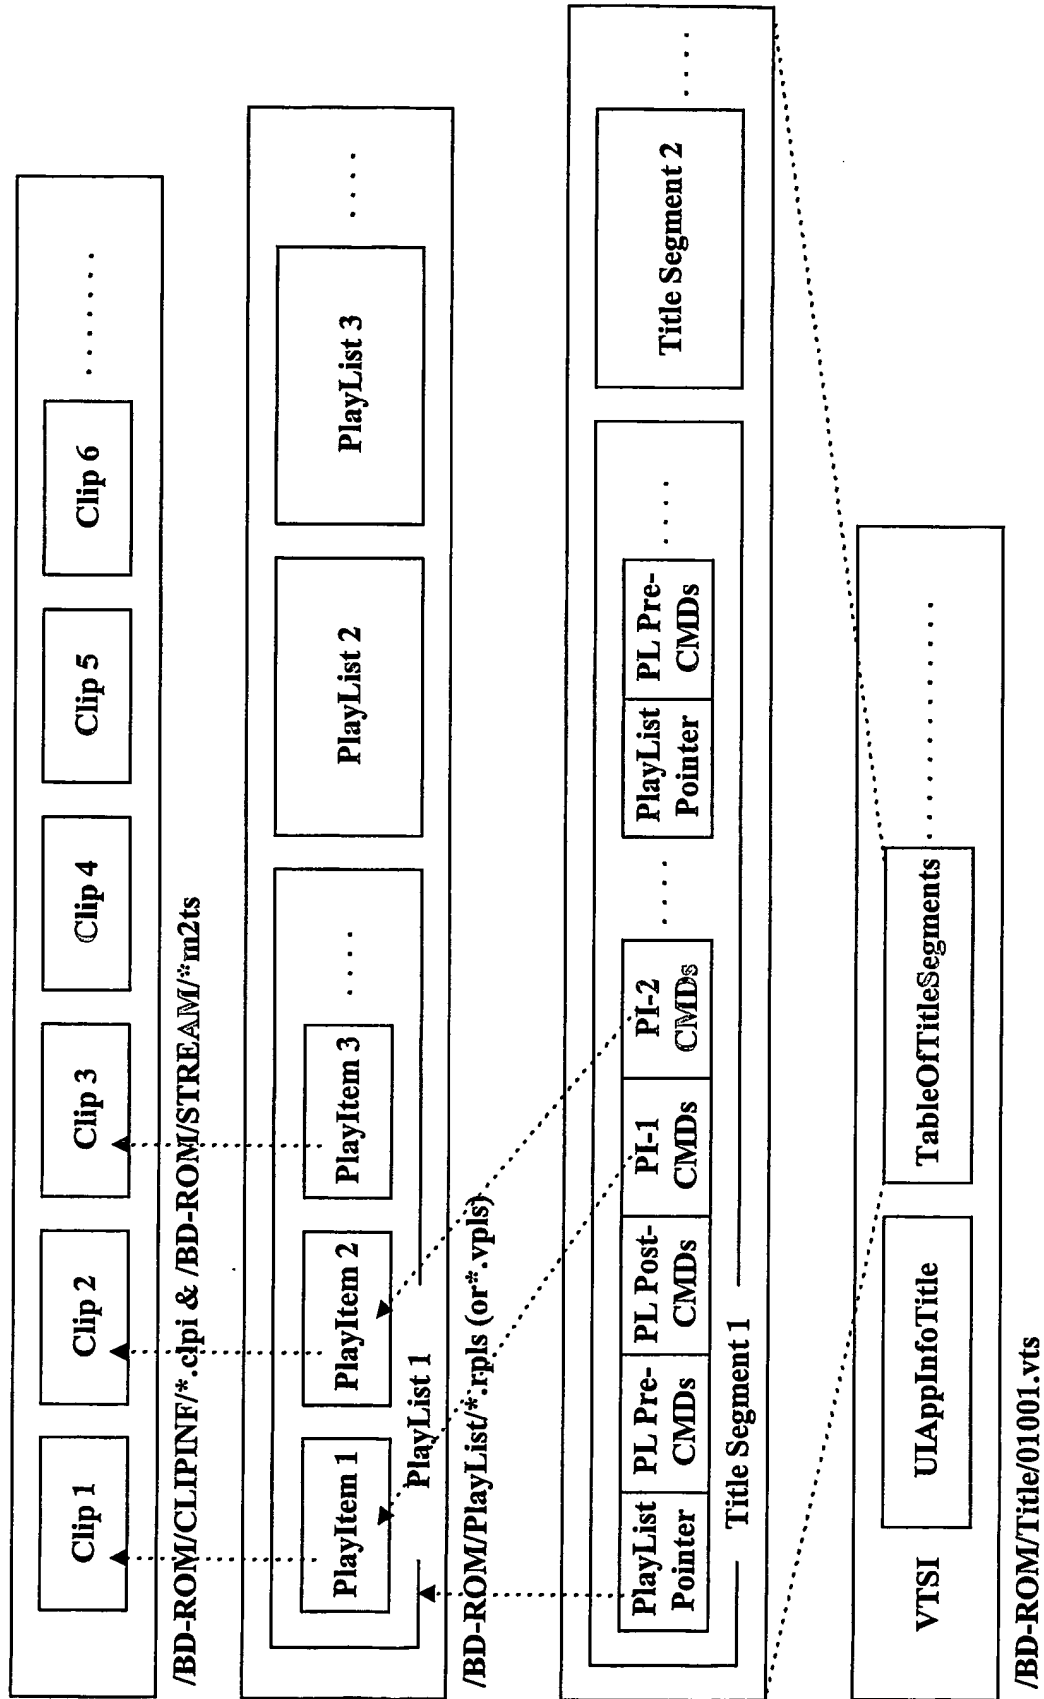 Clip 1
Clip 2
Clip 3
Clip 4
Clip 5
Clip 6
. . . . . . .
/BD-ROM/CLIPINF/*.clpi & /BD-ROM/STREAM/*m2ts
PlayItem 1
PlayItem 2
PlayItem 3
. . . .
PlayList 1
PlayList 2
PlayList 3
. . . .
/BD-ROM/PlayList/*.rpls (or*.vpls)
PlayList
Pointer
PL Pre-
CMDs
PL Post-
CMDs
PI-1
CMDs
PI-2
CMDs
. . . .
PlayList
Pointer
PL Pre-
CMDs
. . . .
Title Segment 1
Title Segment 2
. . . .
VTSI
UIAppInfoTitle
TableOfTitleSegments
. . . . . . . . . . . . .
/BD-ROM/Title/01001.vts